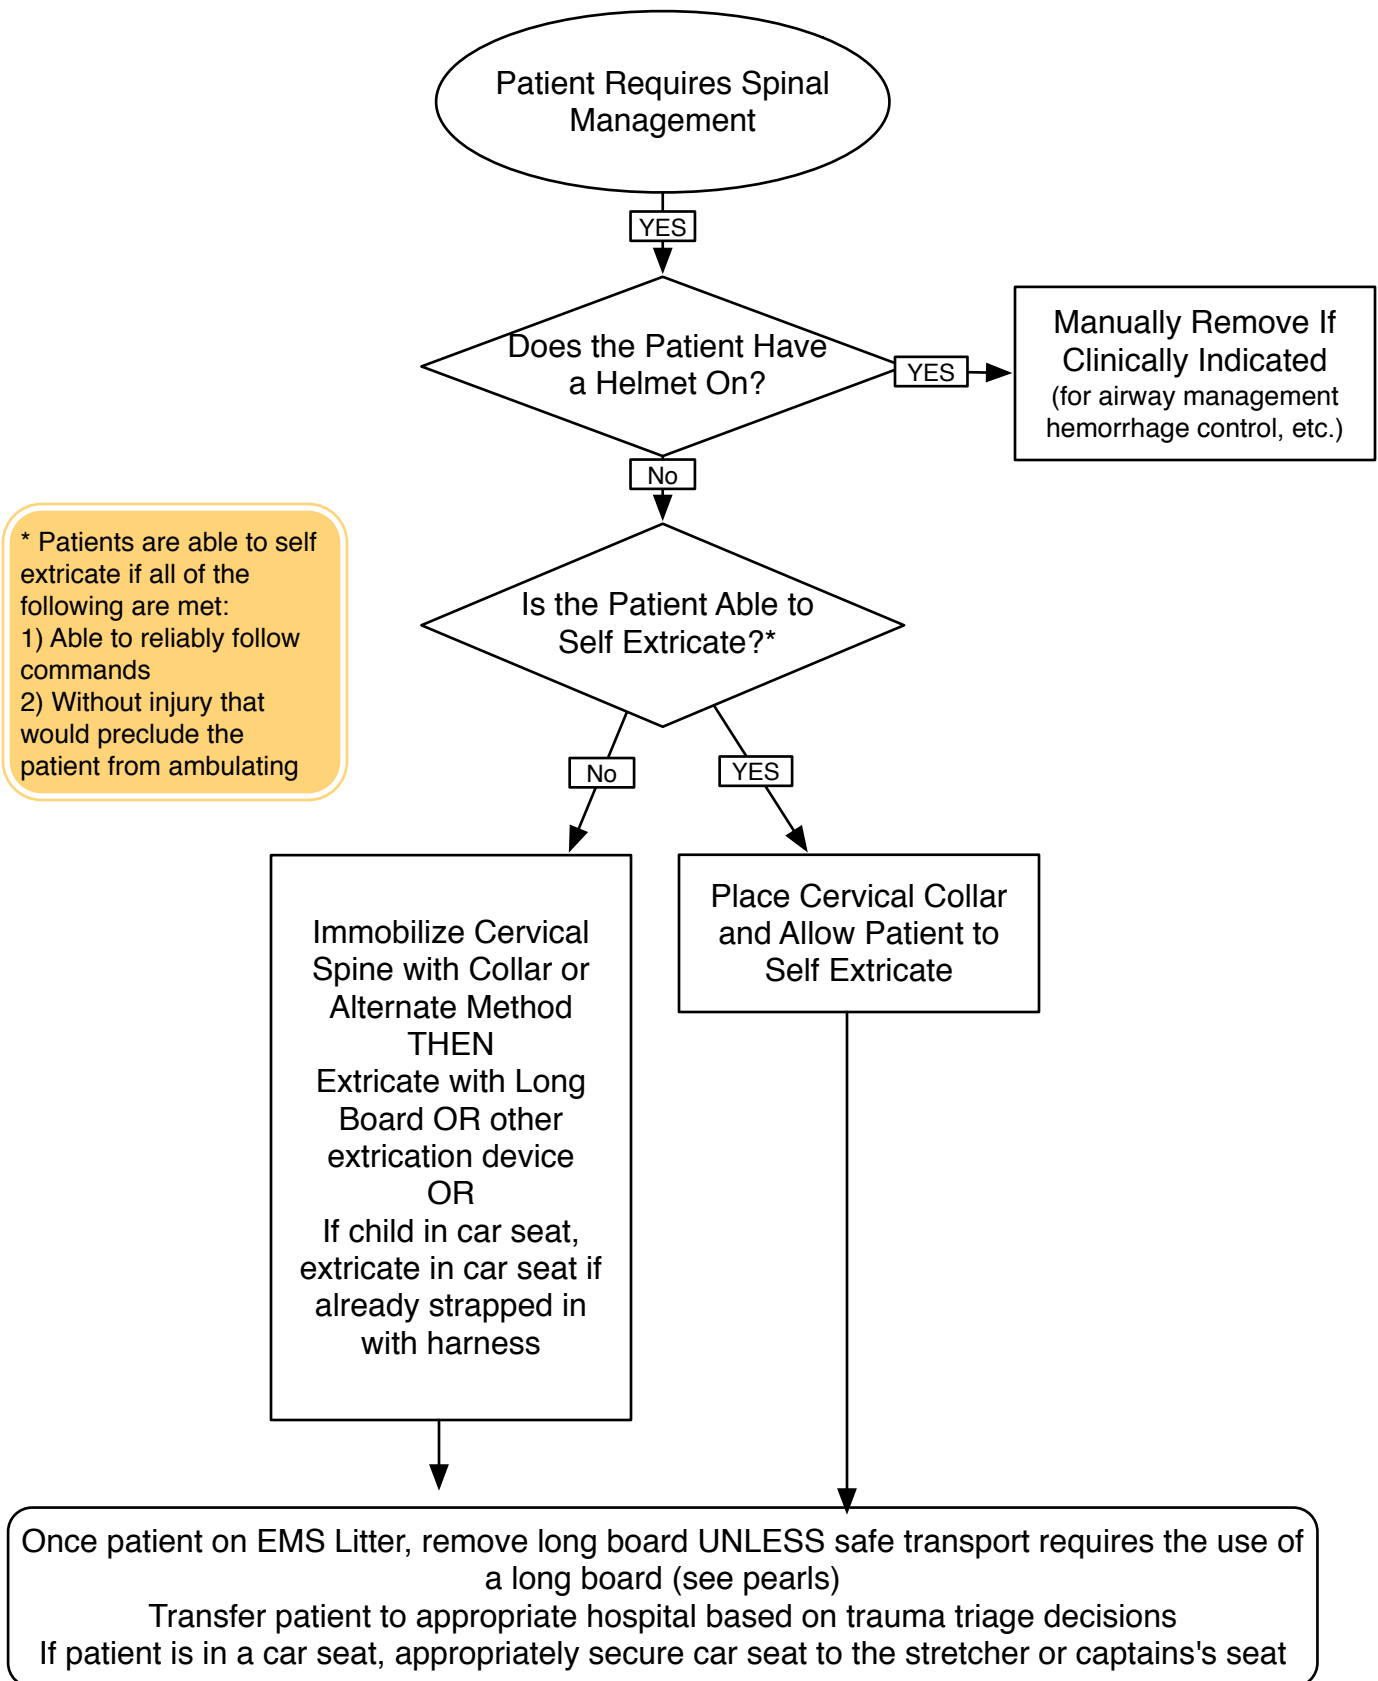 Patient Requires Spinal
Management
YES
Does the Patient Have
a Helmet On?
YES
Manually Remove If
Clinically Indicated
(for airway management
hemorrhage control, etc.)
No
* Patients are able to self
extricate if all of the
following are met:
1) Able to reliably follow
commands
2) Without injury that
would preclude the
patient from ambulating
Is the Patient Able to
Self Extricate?*
No
YES
Immobilize Cervical
Spine with Collar or
Alternate Method
THEN
Extricate with Long
Board OR other
extrication device
OR
If child in car seat,
extricate in car seat if
already strapped in
with harness
Place Cervical Collar
and Allow Patient to
Self Extricate
Once patient on EMS Litter, remove long board UNLESS safe transport requires the use of
a long board (see pearls)
Transfer patient to appropriate hospital based on trauma triage decisions
If patient is in a car seat, appropriately secure car seat to the stretcher or captains's seat